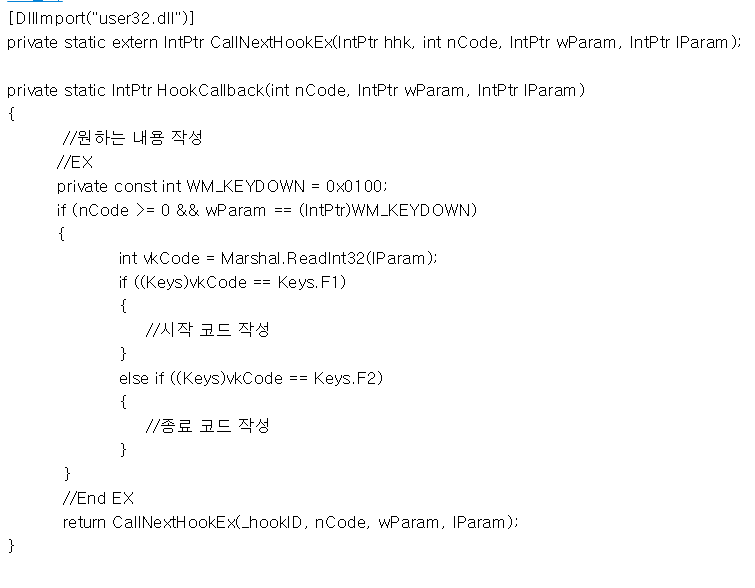 [DllImport("user32.dll")]
private static extern IntPtr CallNextHookEx(IntPtr hhk, int nCode, IntPtr wParam, IntPtr lParam);
private static IntPtr HookCallback(int nCode, IntPtr wParam, IntPtr lParam)
{
//원하는 내용 작성
//EX
private const int WM_KEYDOWN = 0x0100;
if (nCode >= 0 && wParam == (IntPtr)WM_KEYDOWN)
{
int vkCode = Marshal.ReadInt32(lParam);
if ((Keys)vkCode == Keys.F1)
{
//시작 코드 작성
}
else if ((Keys)vkCode == Keys.F2)
{
//종료 코드 작성
}
}
//End EX
return CallNextHookEx(_hookID, nCode, wParam, lParam);
}